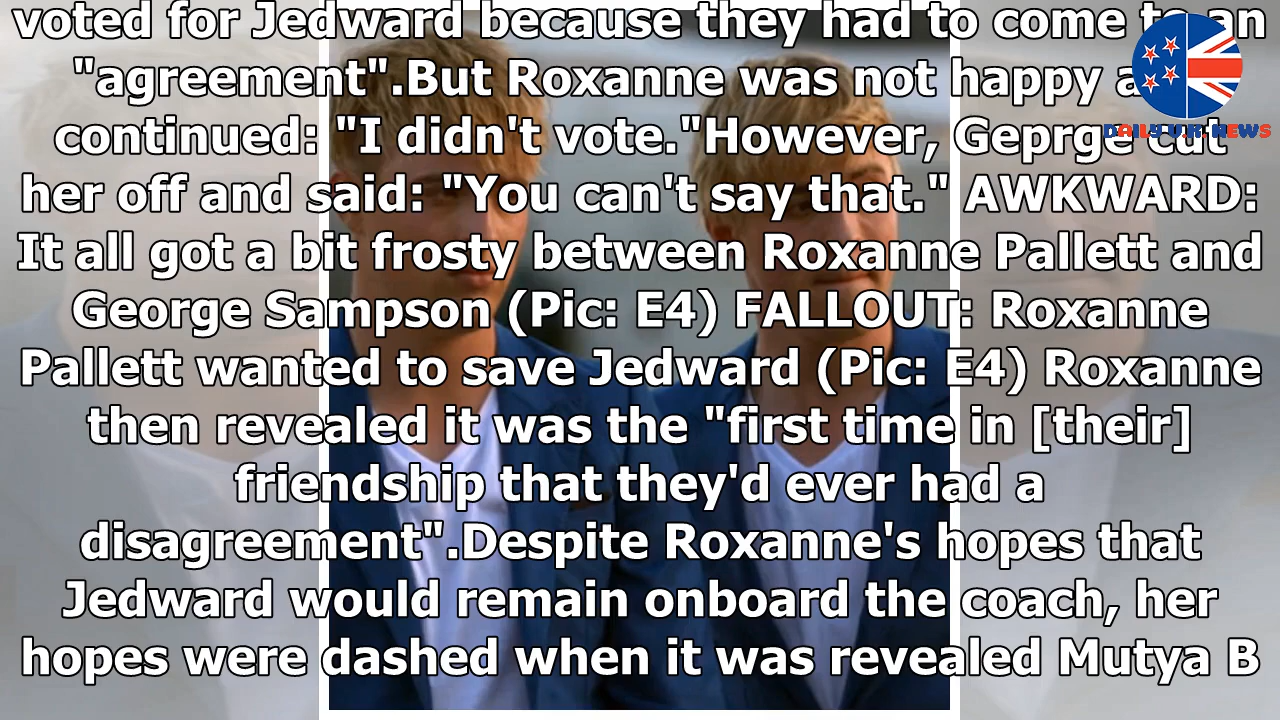 voted for Jedward because they had to come to an
"agreement".But Roxanne was not happy a
continued: "I didn't vote."However, Geprge cut
her off and said: "You can't say that." AWKWARD:
It all got a bit frosty between Roxanne Pallett and
George Sampson (Pic: E4) FALLOUT: Roxanne
Pallett wanted to save Jedward (Pic: E4) Roxanne
then revealed it was the "first time in [their]
friendship that they'd ever had a
disagreement".Despite Roxanne's hopes that
Jedward would remain onboard the coach, her
hopes were dashed when it was revealed Mutya B
DAILY U.K NEWS